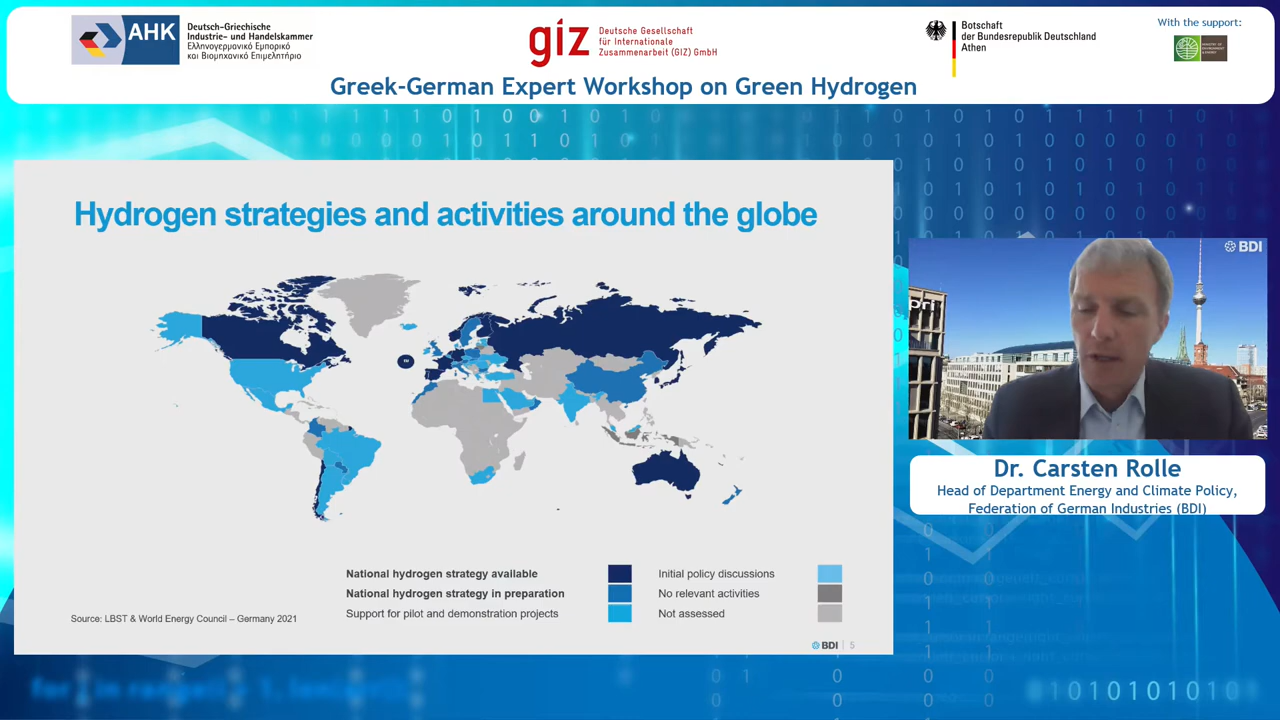 AHK
Deutsch-Griechische
Industrie- und Handelskammer
Ελληνογερμανικό Εμπορικό
και Βιομηχανικό Επιμελητήριο
giz
Deutsche Gesellschaft
für Internationale
Zusammenarbeit (GIZ) GmbH
Botschaft
der Bundesrepublik Deutschland
Athen
With the support:
Greek-German Expert Workshop on Green Hydrogen
Hydrogen strategies and activities around the globe
National hydrogen strategy available
National hydrogen strategy in preparation
Support for pilot and demonstration projects
Initial policy discussions
No relevant activities
Not assessed
Source: LBST & World Energy Council – Germany 2021
BDI | 5
BDI
Dr. Carsten Rolle
Head of Department Energy and Climate Policy,
Federation of German Industries (BDI)